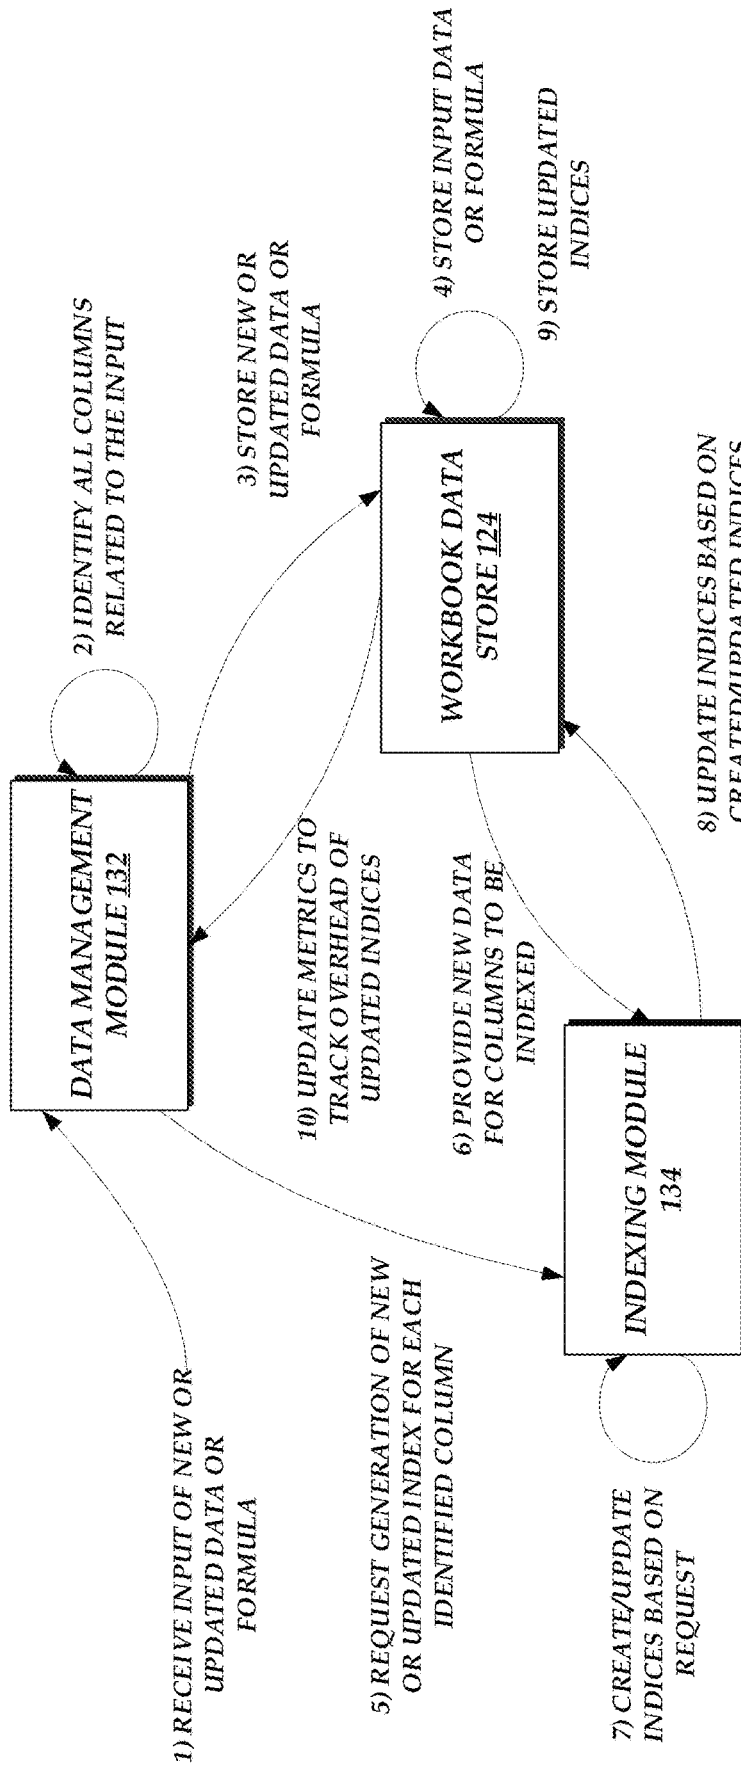 1) RECEIVE INPUT OF NEW OR
UPDATED DATA OR
FORMULA
DATA MANAGEMENT
MODULE 132
2) IDENTIFY ALL COLUMNS
RELATED TO THE INPUT
3) STORE NEW OR
UPDATED DATA OR
FORMULA
4) STORE INPUT DATA
OR FORMULA
9) STORE UPDATED
INDICES
10) UPDATE METRICS TO
TRACK OVERHEAD OF
UPDATED INDICES
WORKBOOK DATA
STORE 124
5) REQUEST GENERATION OF NEW
OR UPDATED INDEX FOR EACH
IDENTIFIED COLUMN
6) PROVIDE NEW DATA
FOR COLUMNS TO BE
INDEXED
7) CREATE/UPDATE
INDICES BASED ON
REQUEST
INDEXING MODULE
134
8) UPDATE INDICES BASED ON
CREATED/UPDATED INDICES